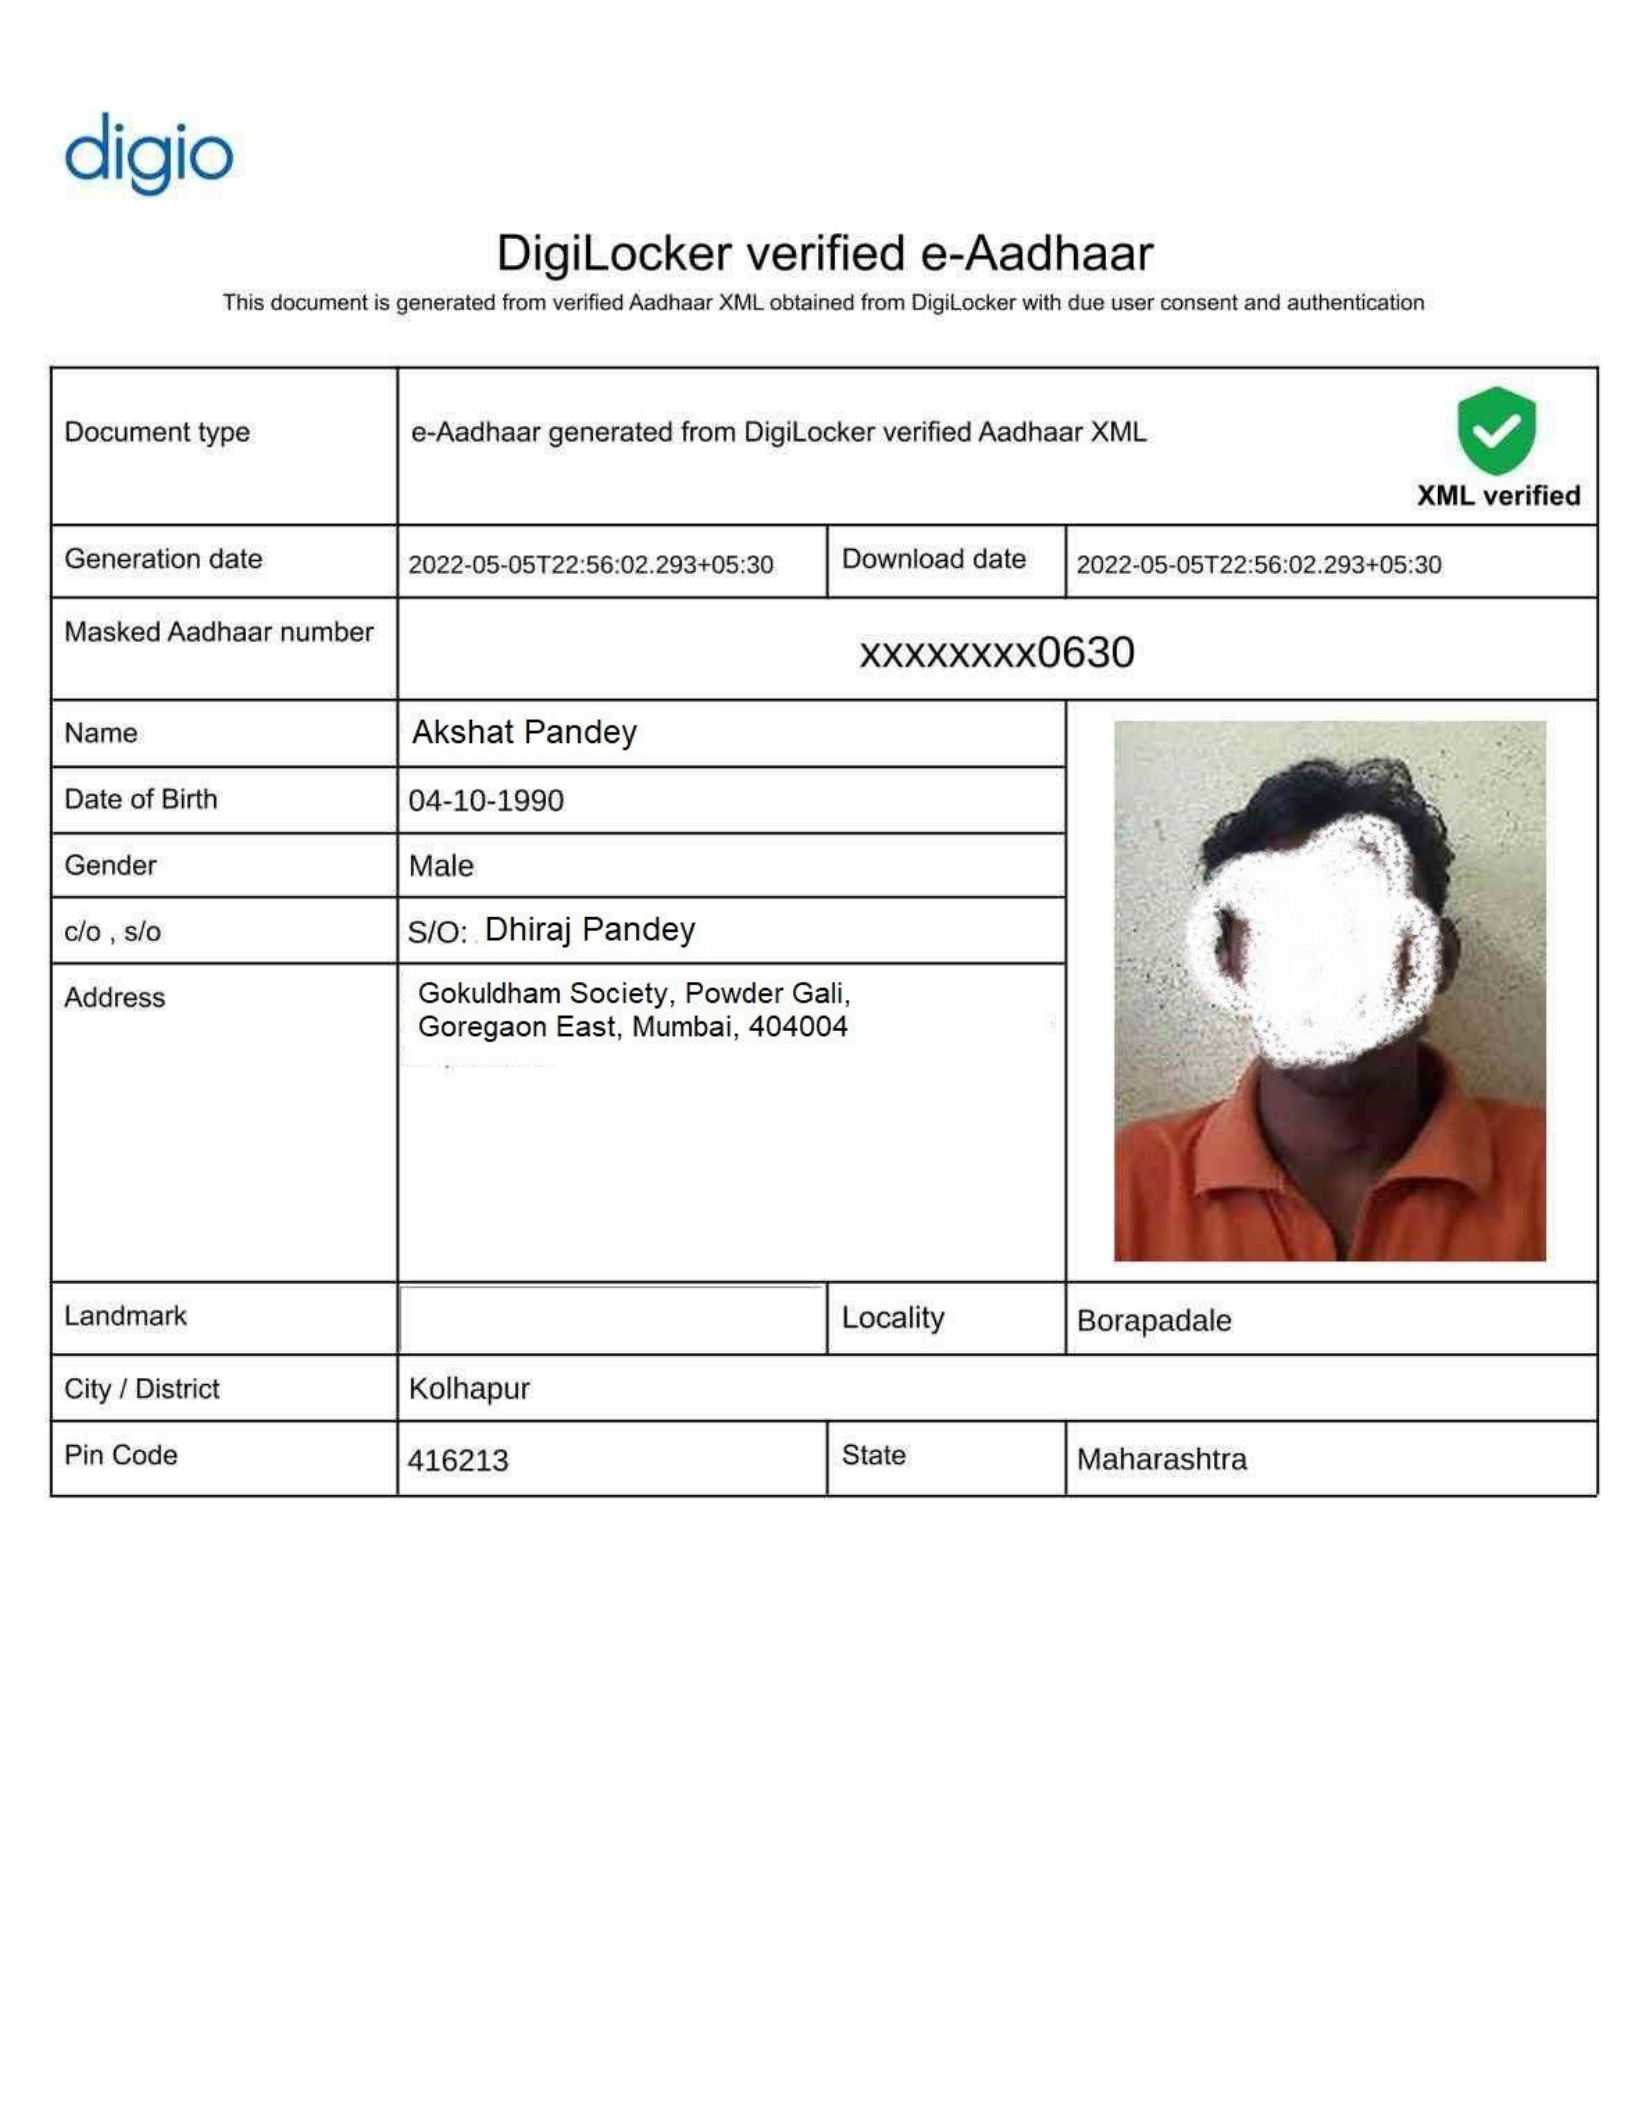 digio
DigiLocker verified e-Aadhaar
This document is generated from verified Aadhaar XML obtained from DigiLocker with due user consent and authentication
Document type
e-Aadhaar generated from DigiLocker verified Aadhaar XML
XML verified
Generation date
2022-05-05T22:56:02.293+05:30
Download date
2022-05-05T22:56:02.293+05:30
Masked Aadhaar number
xxxxxxxx0630
Name
Akshat Pandey
Date of Birth
04-10-1990
Gender
Male
c/o , s/o
S/O: Dhiraj Pandey
Address
Gokuldham Society, Powder Gali,
Goregaon East, Mumbai, 404004
Landmark
Locality
Borapadale
City / District
Kolhapur
Pin Code
416213
State
Maharashtra